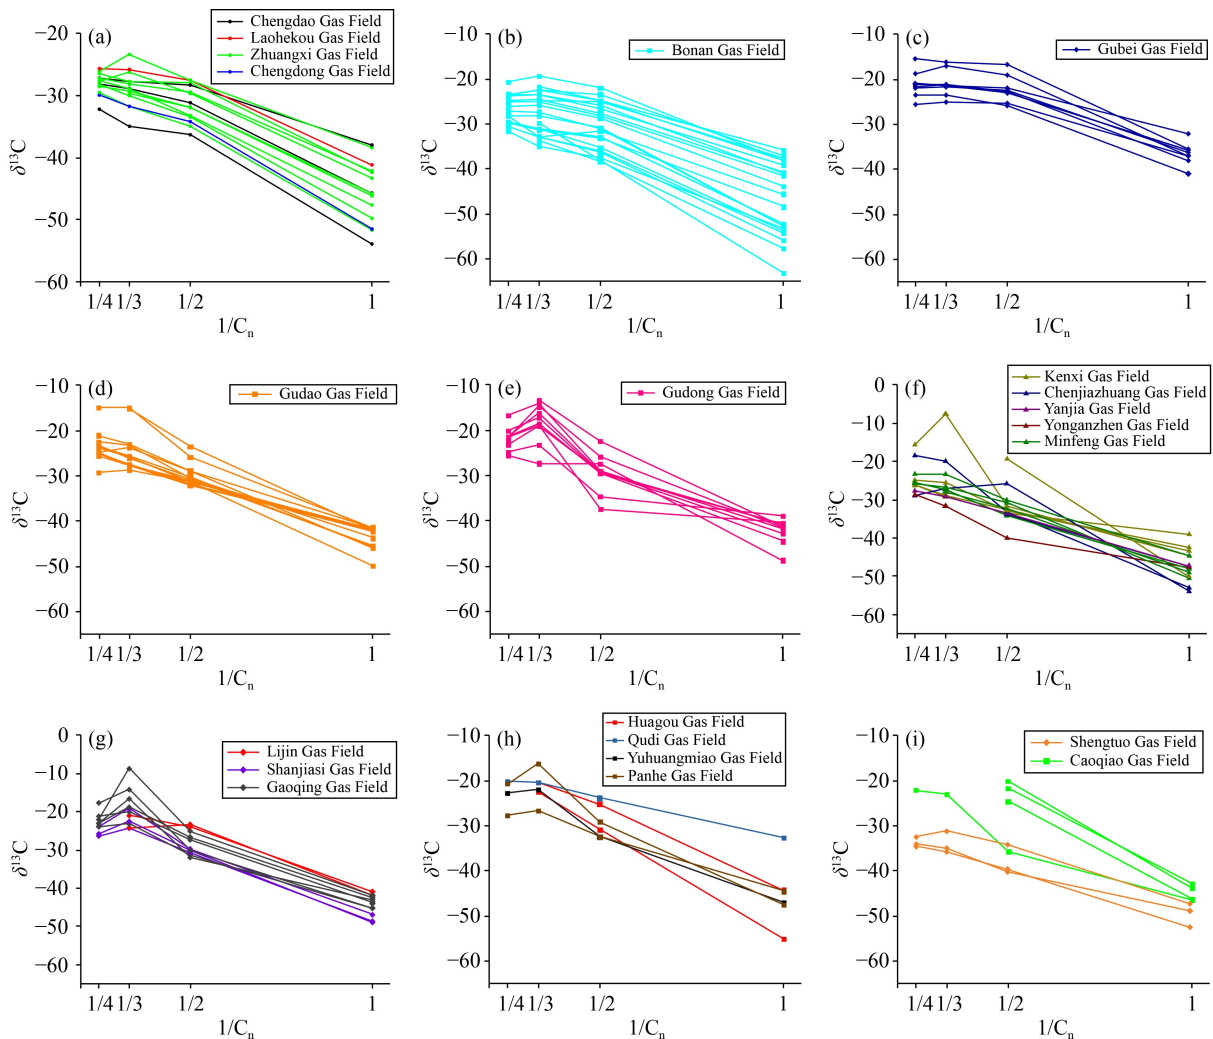 (a)
Chengdao Gas Field
Laohekou Gas Field
Zhuangxi Gas Field
Chengdong Gas Field
−20
−30
−40
−50
−60
δ¹³C
1/4 1/3 1/2 1
1/Cₙ
(b)
Bonan Gas Field
−10
−20
−30
−40
−50
−60
δ¹³C
1/4 1/3 1/2 1
1/Cₙ
(c)
Gubei Gas Field
−10
−20
−30
−40
−50
−60
δ¹³C
1/4 1/3 1/2 1
1/Cₙ
(d)
Gudao Gas Field
−10
−20
−30
−40
−50
−60
δ¹³C
1/4 1/3 1/2 1
1/Cₙ
(e)
Gudong Gas Field
−10
−20
−30
−40
−50
−60
δ¹³C
1/4 1/3 1/2 1
1/Cₙ
(f)
Kenxi Gas Field
Chenjiazhuang Gas Field
Yanjia Gas Field
Yonganzhen Gas Field
Minfeng Gas Field
0
−10
−20
−30
−40
−50
−60
δ¹³C
1/4 1/3 1/2 1
1/Cₙ
(g)
Lijin Gas Field
Shanjiasi Gas Field
Gaoqing Gas Field
0
−10
−20
−30
−40
−50
−60
δ¹³C
1/4 1/3 1/2 1
1/Cₙ
(h)
Huagou Gas Field
Qudi Gas Field
Yuhuangmiao Gas Field
Panhe Gas Field
−10
−20
−30
−40
−50
−60
δ¹³C
1/4 1/3 1/2 1
1/Cₙ
(i)
Shengtuo Gas Field
Caoqiao Gas Field
−10
−20
−30
−40
−50
−60
δ¹³C
1/4 1/3 1/2 1
1/Cₙ